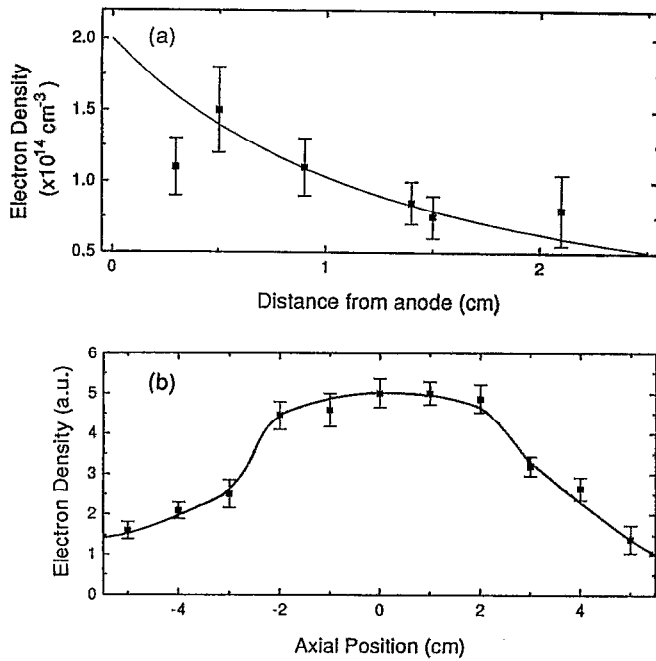 (a)
2.0
1.5
1.0
0.5
Electron Density
(x10¹⁴ cm⁻³)
0
1
2
Distance from anode (cm)
(b)
6
5
4
3
2
1
0
Electron Density (a.u.)
-4
-2
0
2
4
Axial Position (cm)